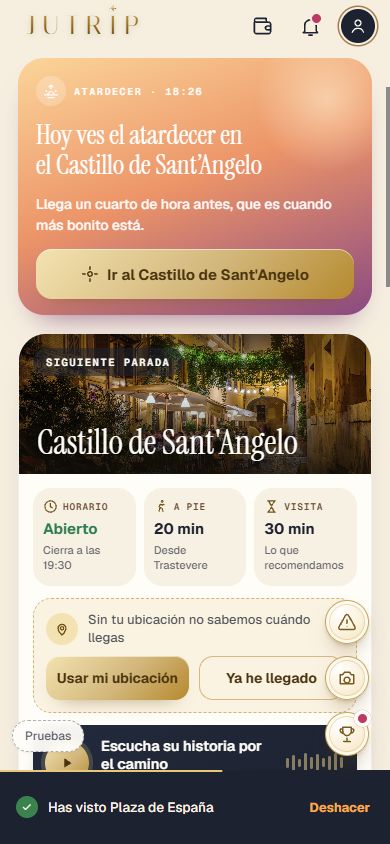 JUTRIP
ATARDECER · 18:26
Hoy ves el atardecer en
el Castillo de Sant'Angelo
Llega un cuarto de hora antes, que es cuando
más bonito está.
Ir al Castillo de Sant'Angelo
SIGUIENTE PARADA
Castillo de Sant'Angelo
HORARIO
Abierto
Cierra a las
19:30
A PIE
20 min
Desde
Trastevere
VISITA
30 min
Lo que
recomendamos
Sin tu ubicación no sabemos cuándo
llegas
Usar mi ubicación
Ya he llegado
Pruebas
Escucha su historia por
el camino
Has visto Plaza de España
Deshacer